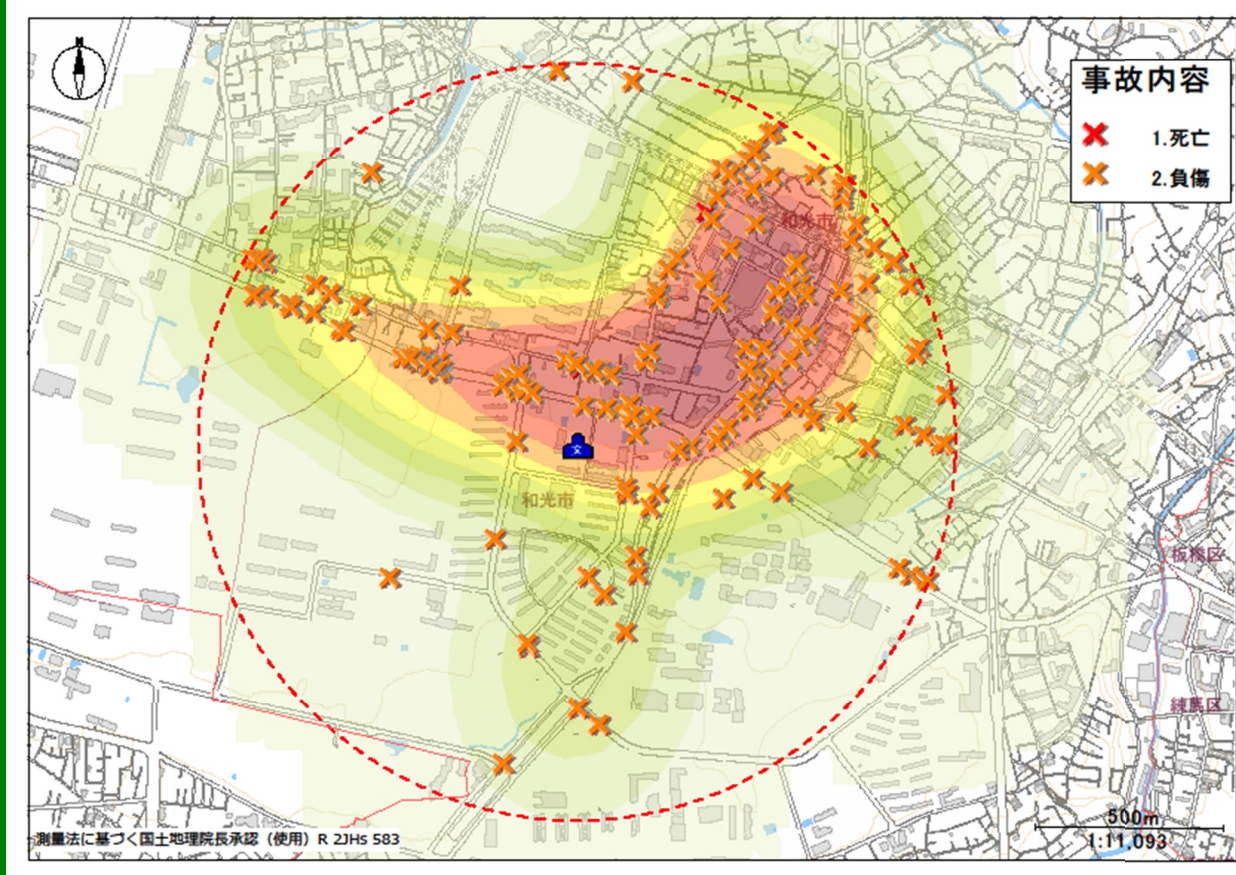 N
事故内容
1.死亡
2.負傷
和光市
文
和光市
板橋区
練馬区
500m
1:11,093
測量法に基づく国土地理院長承認（使用）R 2JHs 583